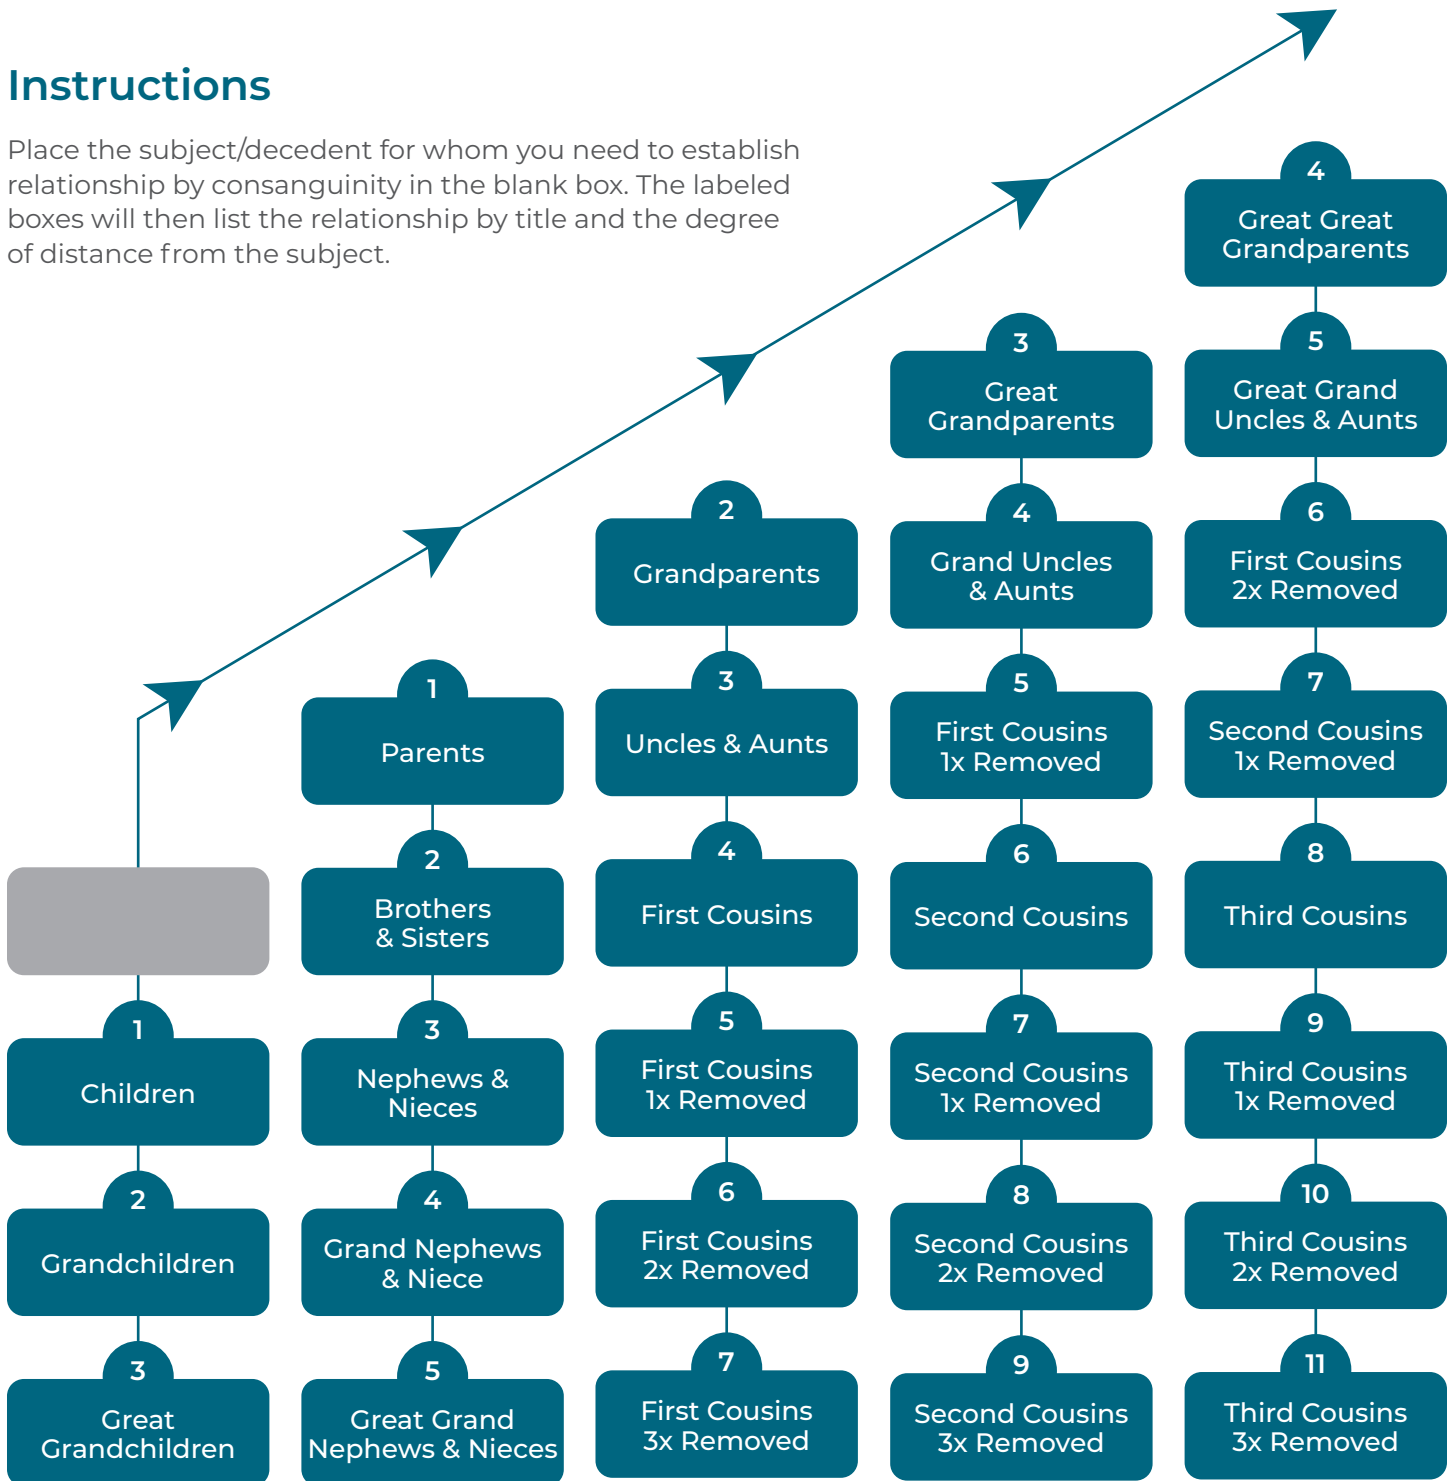 Instructions
Place the subject/decedent for whom you need to establish
relationship by consanguinity in the blank box. The labeled
boxes will then list the relationship by title and the degree
of distance from the subject.
1
Children
2
Grandchildren
3
Great
Grandchildren
1
Parents
2
Brothers
& Sisters
3
Nephews &
Nieces
4
Grand Nephews
& Niece
5
Great Grand
Nephews & Nieces
2
Grandparents
3
Uncles & Aunts
4
First Cousins
5
First Cousins
1x Removed
6
First Cousins
2x Removed
7
First Cousins
3x Removed
3
Great
Grandparents
4
Grand Uncles
& Aunts
5
First Cousins
1x Removed
6
Second Cousins
7
Second Cousins
1x Removed
8
Second Cousins
2x Removed
9
Second Cousins
3x Removed
4
Great Great
Grandparents
5
Great Grand
Uncles & Aunts
6
First Cousins
2x Removed
7
Second Cousins
1x Removed
8
Third Cousins
9
Third Cousins
1x Removed
10
Third Cousins
2x Removed
11
Third Cousins
3x Removed